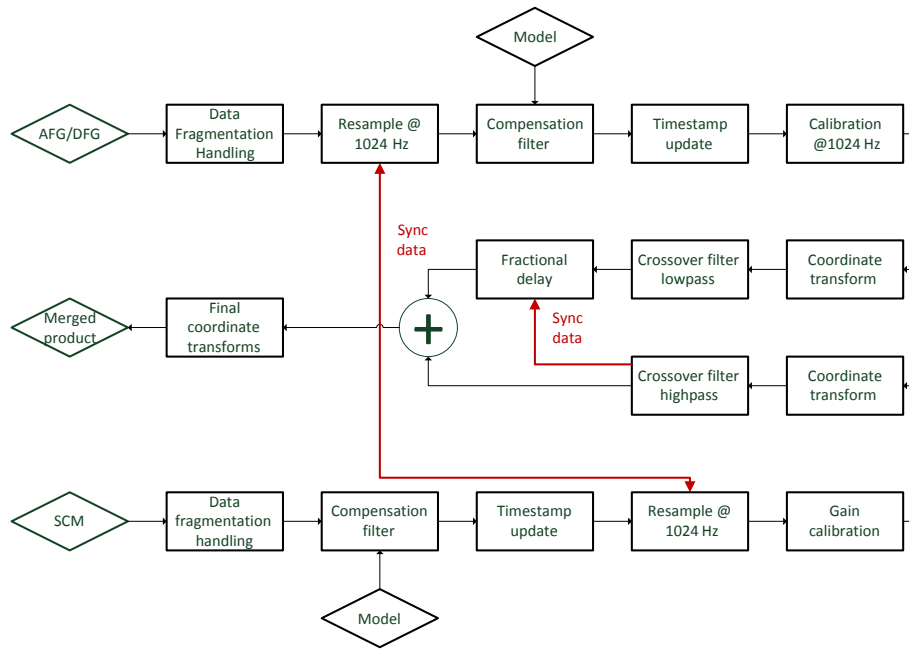 Model
AFG/DFG
Data
Fragmentation
Handling
Resample @
1024 Hz
Compensation
filter
Timestamp
update
Calibration
@1024 Hz
Sync
data
Fractional
delay
Crossover filter
lowpass
Coordinate
transform
Merged
product
Final
coordinate
transforms
+
Sync
data
Crossover filter
highpass
Coordinate
transform
SCM
Data
fragmentation
handling
Compensation
filter
Timestamp
update
Resample @
1024 Hz
Gain
calibration
Model